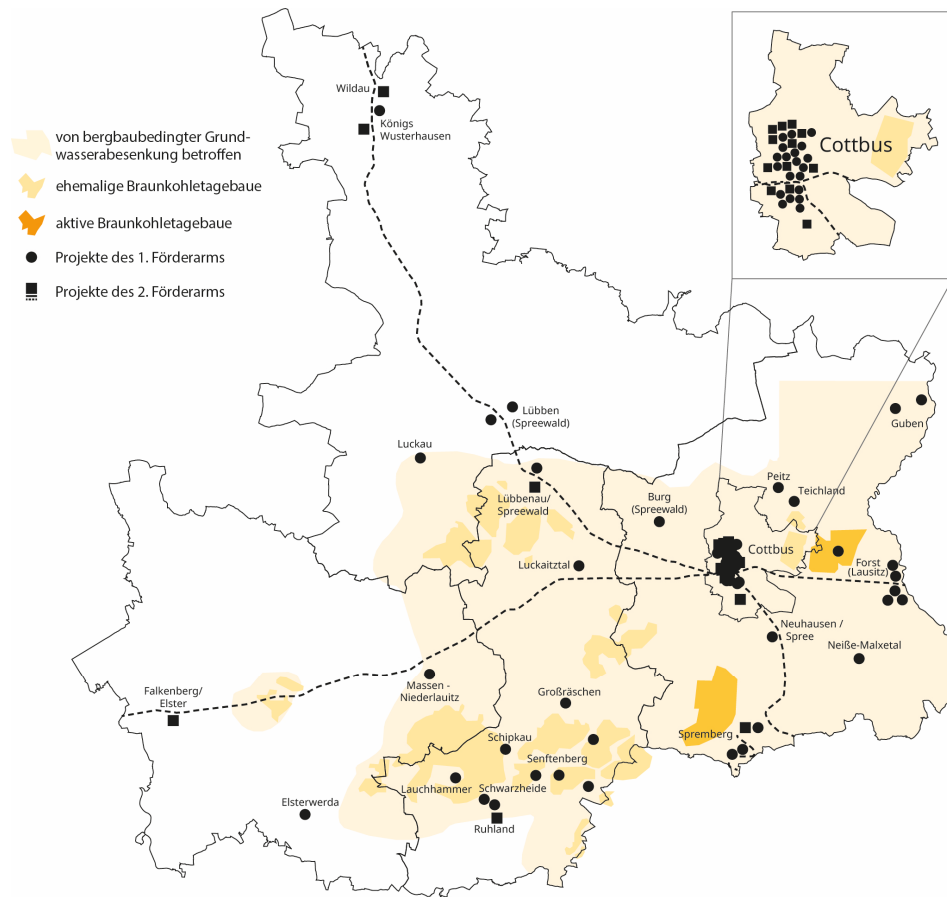 von bergbaubedingter Grund-
wasserabesenkung betroffen
ehemalige Braunkohletagebaue
aktive Braunkohletagebaue
Projekte des 1. Förderarms
Projekte des 2. Förderarms
Wildau
Königs
Wusterhausen
Cottbus
Lübben
(Spreewald)
Luckau
Guben
Peitz
Teichland
Lübbenau/
Spreewald
Burg
(Spreewald)
Cottbus
Luckaitztal
Forst
(Lausitz)
Neuhausen /
Spree
Neiße-Malxetal
Massen -
Niederlauitz
Falkenberg/
Elster
Großräschen
Spremberg
Schipkau
Senftenberg
Lauchhammer
Schwarzheide
Elsterwerda
Ruhland